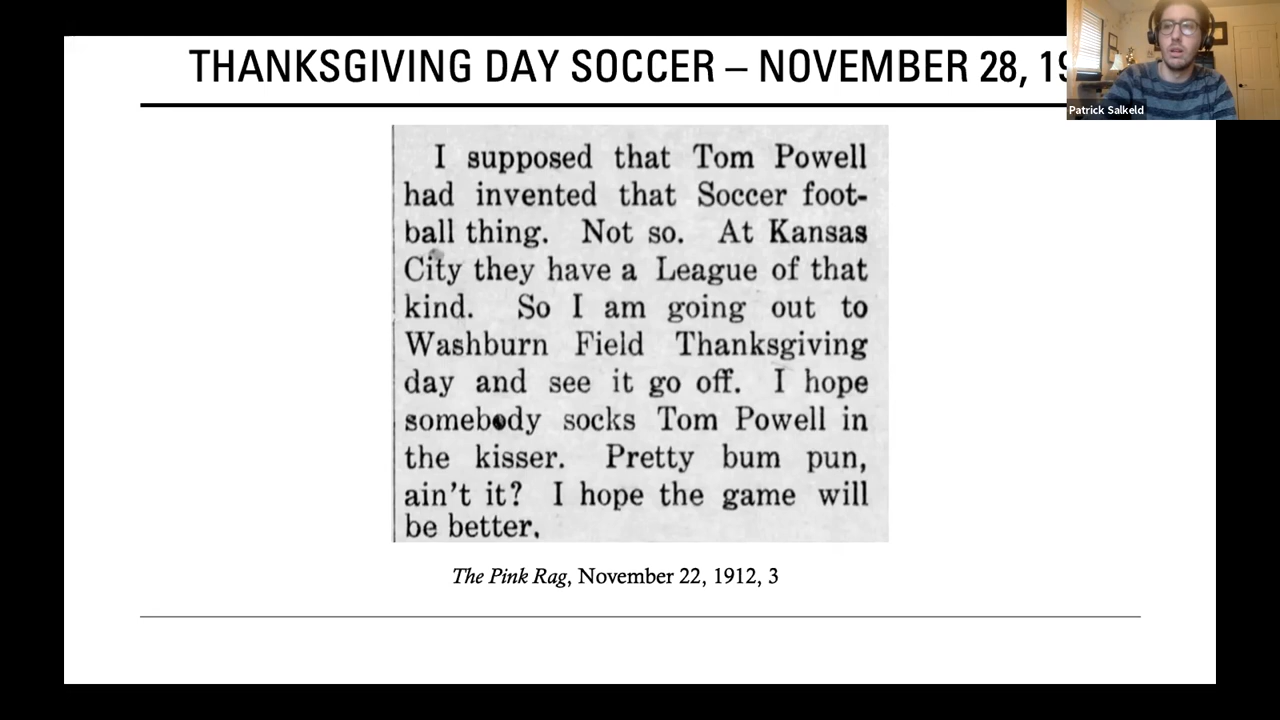 THANKSGIVING DAY SOCCER – NOVEMBER 28, 19
Patrick Salkeld
I supposed that Tom Powell
had invented that Soccer foot-
ball thing. Not so. At Kansas
City they have a League of that
kind. So I am going out to
Washburn Field Thanksgiving
day and see it go off. I hope
somebody socks Tom Powell in
the kisser. Pretty bum pun,
ain't it? I hope the game will
be better.
The Pink Rag, November 22, 1912, 3